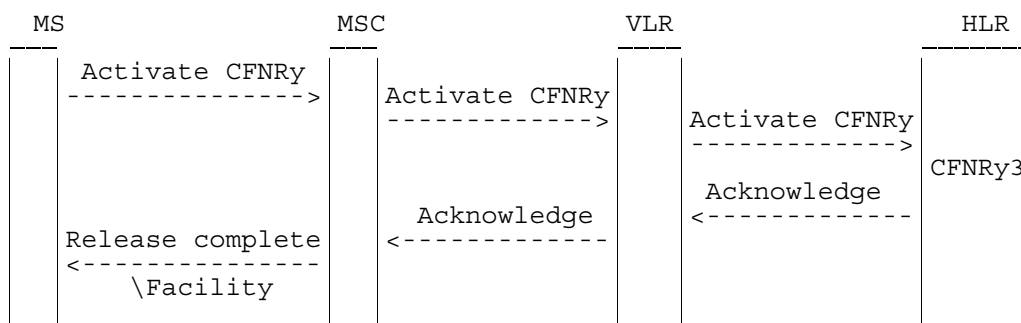 MS MSC VLR HLR
Activate CFNRy
Activate CFNRy
Activate CFNRy
CFNRy3
Acknowledge
Acknowledge
Release complete
\Facility